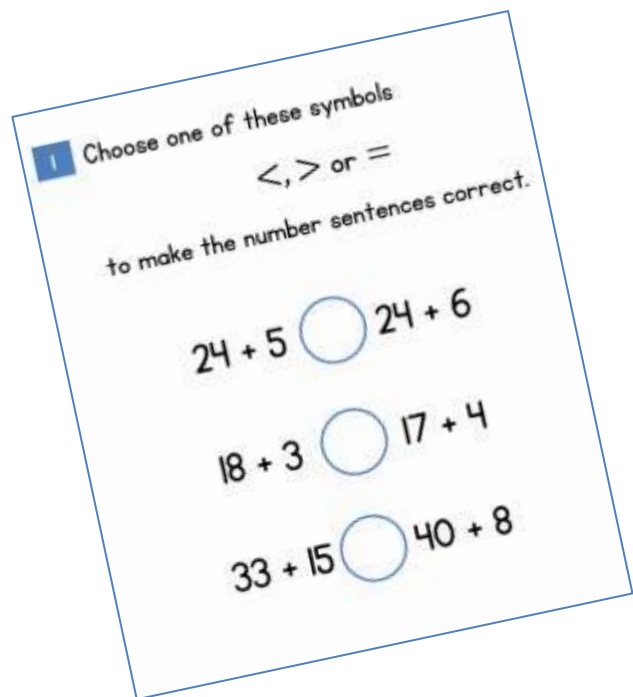 1 Choose one of these symbols
<, > or =
to make the number sentences correct.
24 + 5 24 + 6
18 + 3 17 + 4
33 + 15 40 + 8